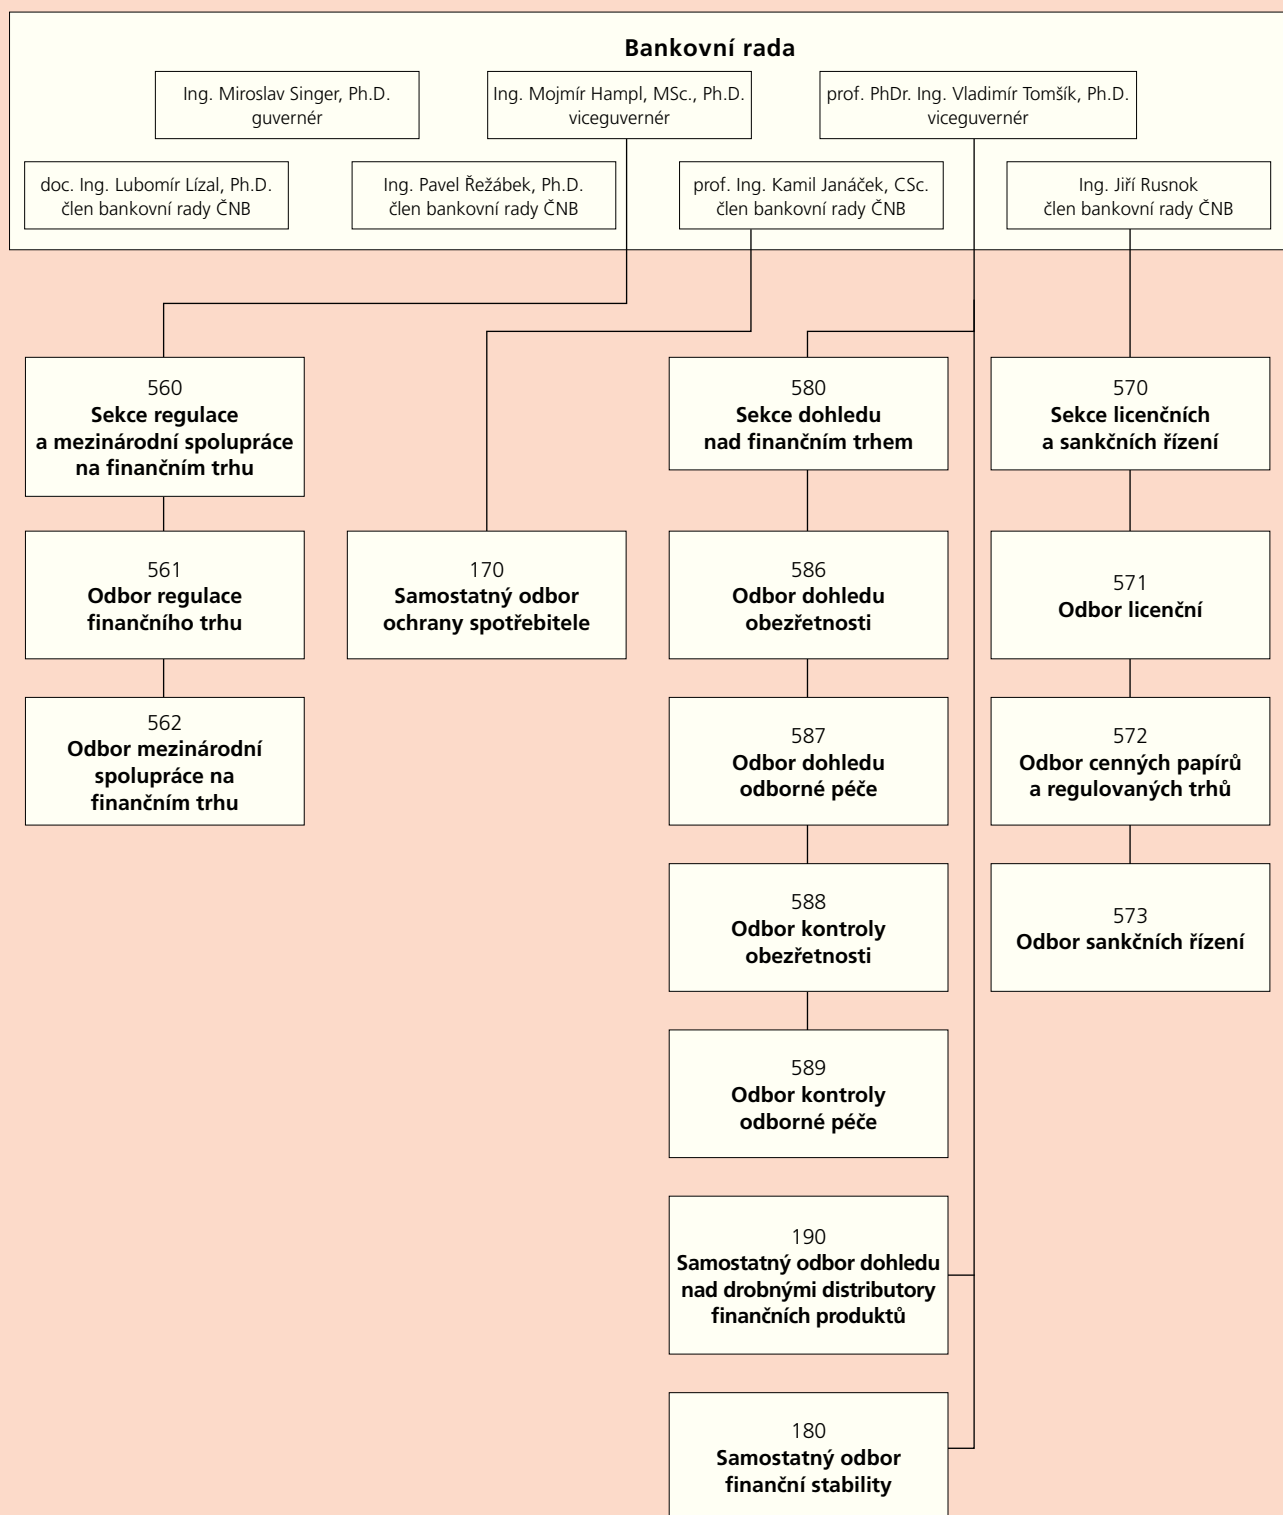 Bankovní rada
Ing. Miroslav Singer, Ph.D.
guvernér
Ing. Mojmír Hampl, MSc., Ph.D.
viceguvernér
prof. PhDr. Ing. Vladimír Tomšík, Ph.D.
viceguvernér
doc. Ing. Lubomír Lízal, Ph.D.
člen bankovní rady ČNB
Ing. Pavel Řežábek, Ph.D.
člen bankovní rady ČNB
prof. Ing. Kamil Janáček, CSc.
člen bankovní rady ČNB
Ing. Jiří Rusnok
člen bankovní rady ČNB
560
Sekce regulace
a mezinárodní spolupráce
na finančním trhu
580
Sekce dohledu
nad finančním trhem
570
Sekce licenčních
a sankčních řízení
561
Odbor regulace
finančního trhu
170
Samostatný odbor
ochrany spotřebitele
586
Odbor dohledu
obezřetnosti
571
Odbor licenční
562
Odbor mezinárodní
spolupráce na
finančním trhu
587
Odbor dohledu
odborné péče
572
Odbor cenných papírů
a regulovaných trhů
588
Odbor kontroly
obezřetnosti
573
Odbor sankčních řízení
589
Odbor kontroly
odborné péče
190
Samostatný odbor dohledu
nad drobnými distributory
finančních produktů
180
Samostatný odbor
finanční stability